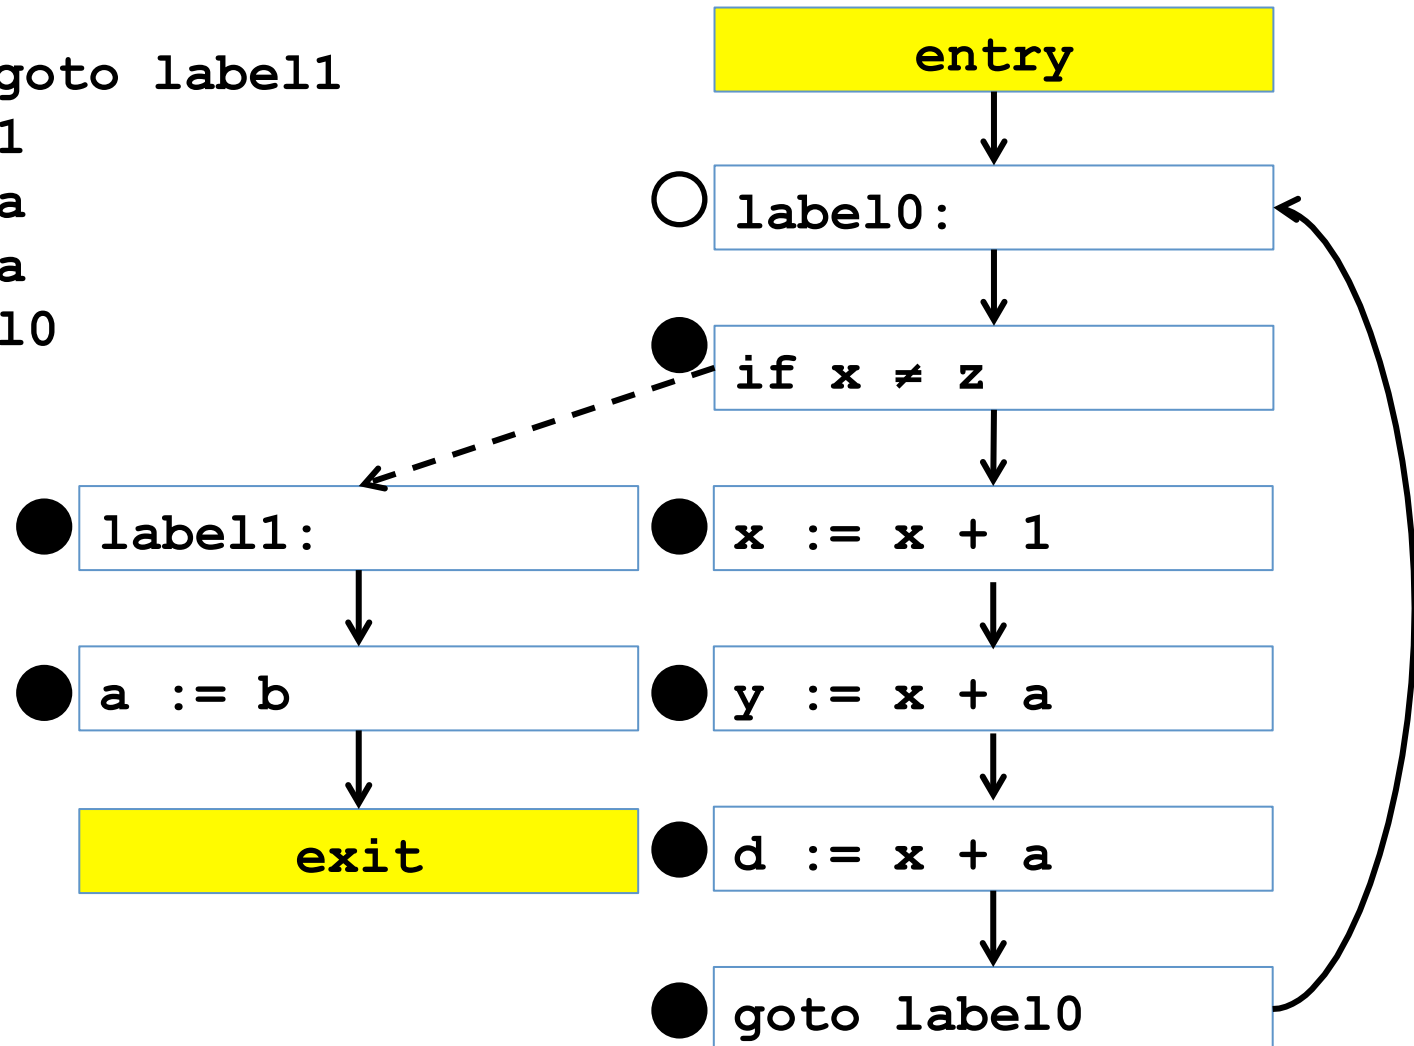 goto label1
1
a
a
l0
entry
label0:
if x ≠ z
x := x + 1
y := x + a
d := x + a
goto label0
label1:
a := b
exit